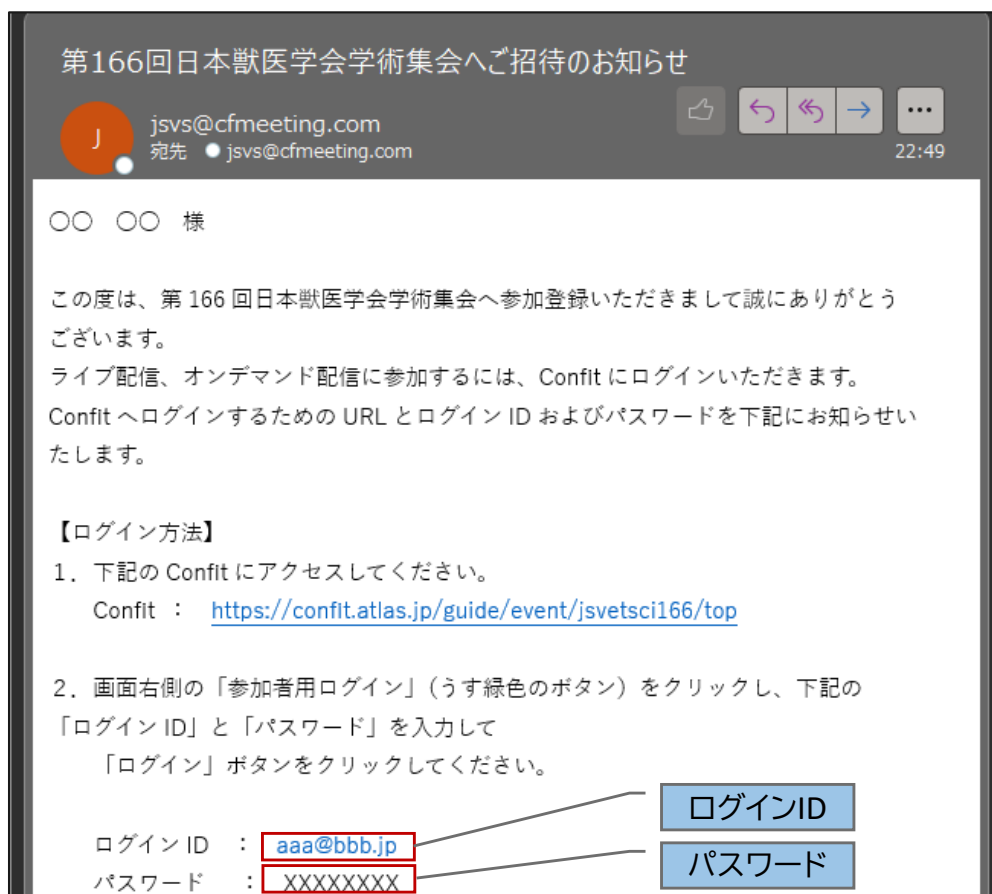 第166回日本獣医学会学術集会へご招待のお知らせ
J
jsvs@cfmeeting.com
宛先 jsvs@cfmeeting.com
22:49
○○ ○○ 様
この度は、第 166 回日本獣医学会学術集会へ参加登録いただきまして誠にありがとう
ございます。
ライブ配信、オンデマンド配信に参加するには、Confit にログインいただきます。
Confit へログインするための URL とログイン ID およびパスワードを下記にお知らせい
たします。
【ログイン方法】
1．下記の Confit にアクセスしてください。
Confit ： https://confit.atlas.jp/guide/event/jsvetsci166/top
2．画面右側の「参加者用ログイン」（うす緑色のボタン）をクリックし、下記の
「ログイン ID」と「パスワード」を入力して
「ログイン」ボタンをクリックしてください。
ログインID
ログイン ID ： aaa@bbb.jp
パスワード
パスワード ： XXXXXXXX